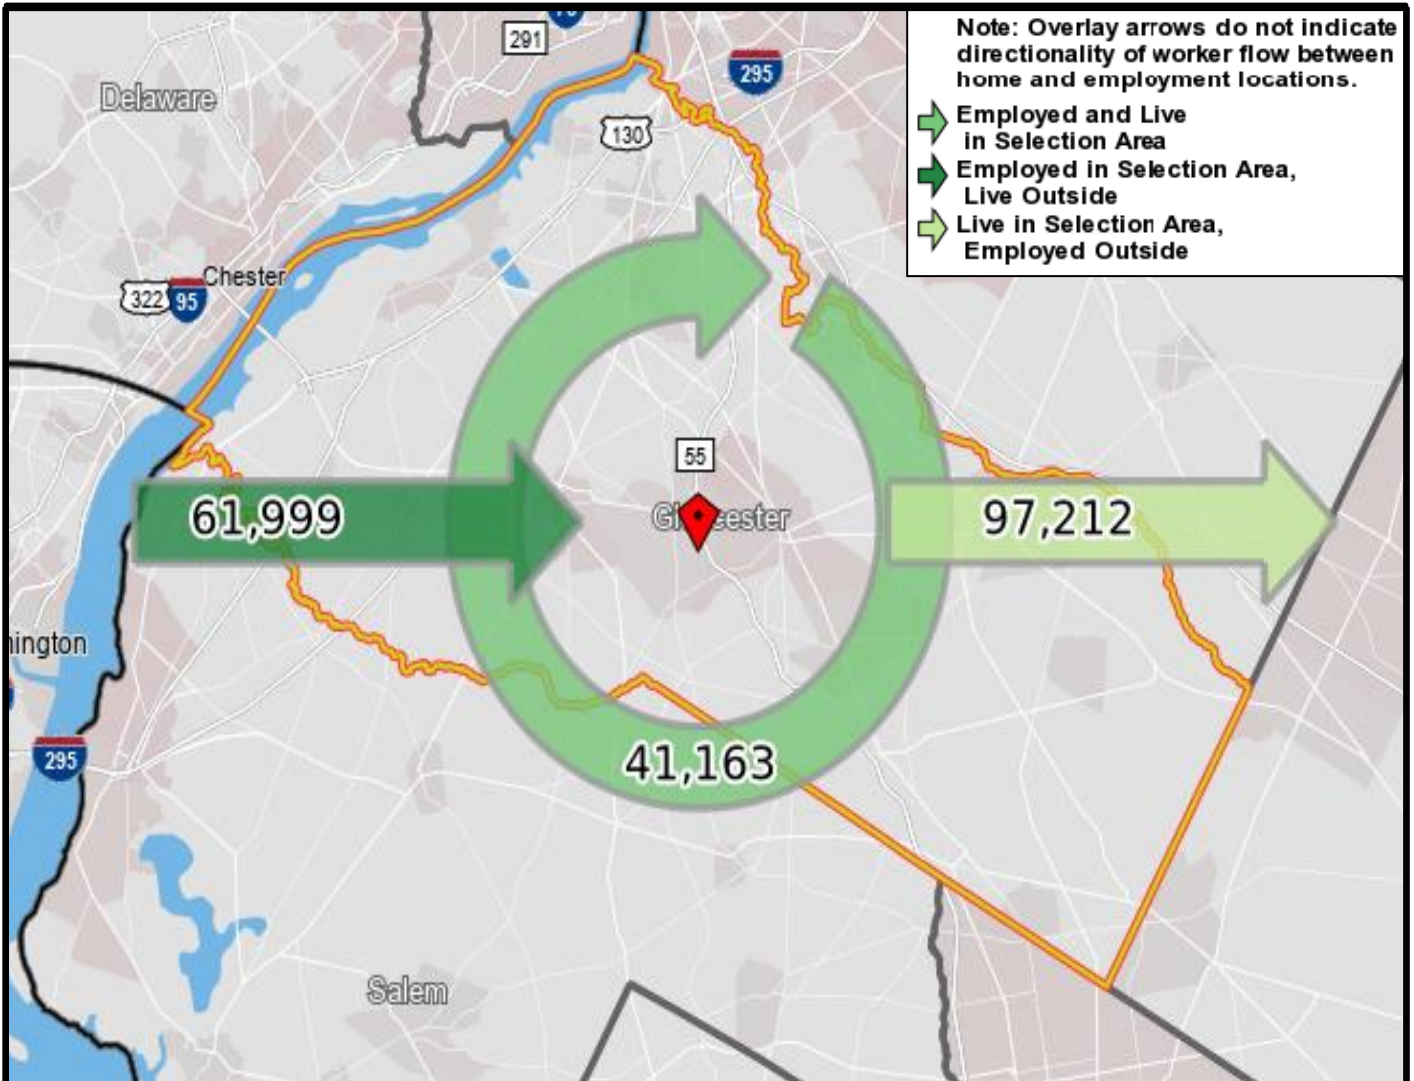 Note: Overlay arrows do not indicate
directionality of worker flow between
home and employment locations.
Employed and Live
in Selection Area
Employed in Selection Area,
Live Outside
Live in Selection Area,
Employed Outside
291
295
Delaware
130
Chester
322
95
55
61,999
97,212
295
41,163
Salem